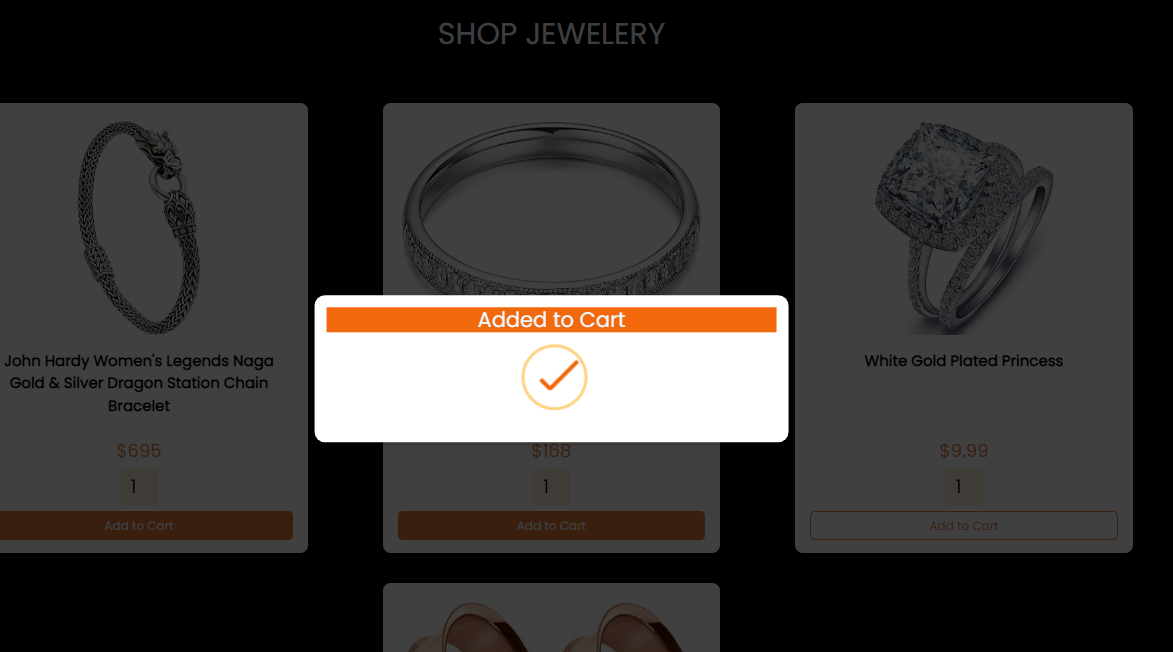 SHOP JEWELERY
John Hardy Women's Legends Naga
Gold & Silver Dragon Station Chain
Bracelet
$695
1
Add to Cart
Added to Cart
$168
1
Add to Cart
White Gold Plated Princess
$9.99
1
Add to Cart